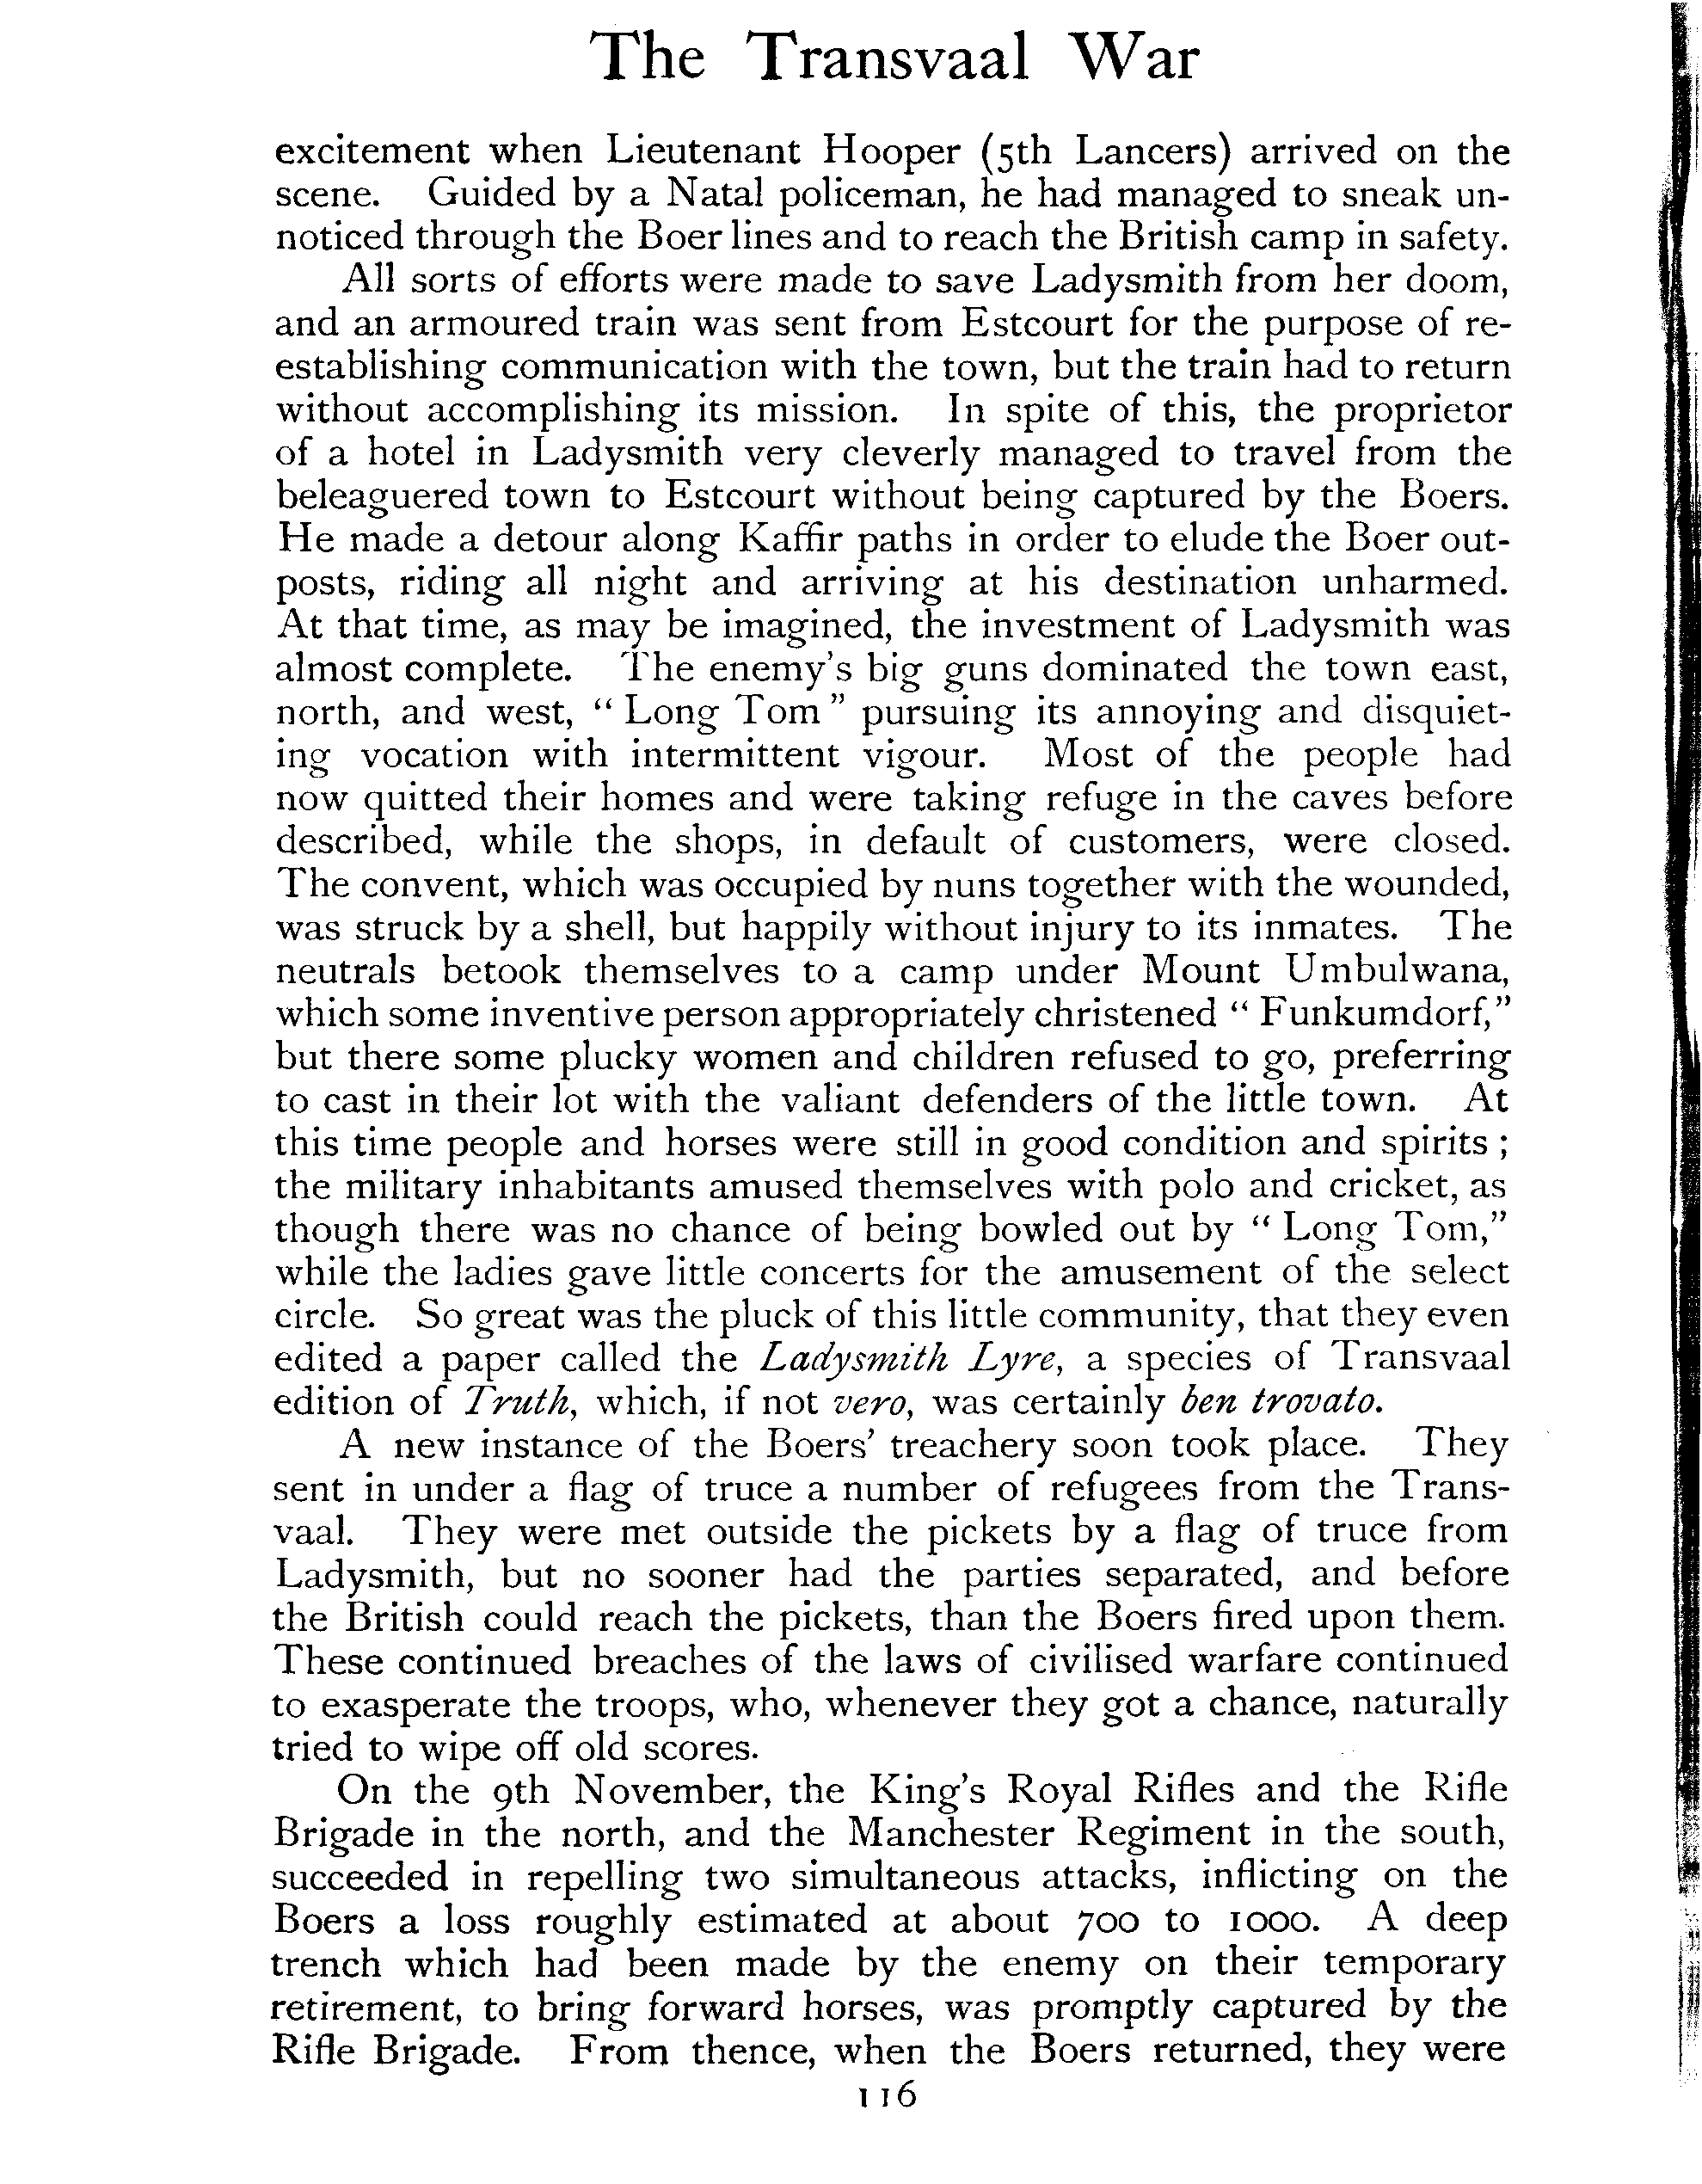 The Transvaal War
excitement when Lieutenant Hooper (5th Lancers) arrived on the
scene. Guided by a Natal policeman, he had managed to sneak un-
noticed through the Boer lines and to reach the British camp in safety.
All sorts of efforts were made to save Ladysmith from her doom,
and an armoured train was sent from Estcourt for the purpose of re-
establishing communication with the town, but the train had to return
without accomplishing its mission. In spite of this, the proprietor
of a hotel in Ladysmith very cleverly managed to travel from the
beleaguered town to Estcourt without being captured by the Boers.
He made a detour along Kaffir paths in order to elude the Boer out-
posts, riding all night and arriving at his destination unharmed.
At that time, as may be imagined, the investment of Ladysmith was
almost complete. The enemy's big guns dominated the town east,
north, and west, "Long Tom" pursuing its annoying and disquiet-
ing vocation with intermittent vigour. Most of the people had
now quitted their homes and were taking refuge in the caves before
described, while the shops, in default of customers, were closed.
The convent, which was occupied by nuns together with the wounded,
was struck by a shell, but happily without injury to its inmates. The
neutrals betook themselves to a camp under Mount Umbulwana,
which some inventive person appropriately christened "Funkumdorf,"
but there some plucky women and children refused to go, preferring
to cast in their lot with the valiant defenders of the little town. At
this time people and horses were still in good condition and spirits;
the military inhabitants amused themselves with polo and cricket, as
though there was no chance of being bowled out by "Long Tom,"
while the ladies gave little concerts for the amusement of the select
circle. So great was the pluck of this little community, that they even
edited a paper called the Ladysmith Lyre, a species of Transvaal
edition of Truth, which, if not vero, was certainly ben trovato.
A new instance of the Boers' treachery soon took place. They
sent in under a flag of truce a number of refugees from the Trans-
vaal. They were met outside the pickets by a flag of truce from
Ladysmith, but no sooner had the parties separated, and before
the British could reach the pickets, than the Boers fired upon them.
These continued breaches of the laws of civilised warfare continued
to exasperate the troops, who, whenever they got a chance, naturally
tried to wipe off old scores.
On the 9th November, the King's Royal Rifles and the Rifle
Brigade in the north, and the Manchester Regiment in the south,
succeeded in repelling two simultaneous attacks, inflicting on the
Boers a loss roughly estimated at about 700 to 1000. A deep
trench which had been made by the enemy on their temporary
retirement, to bring forward horses, was promptly captured by the
Rifle Brigade. From thence, when the Boers returned, they were
116